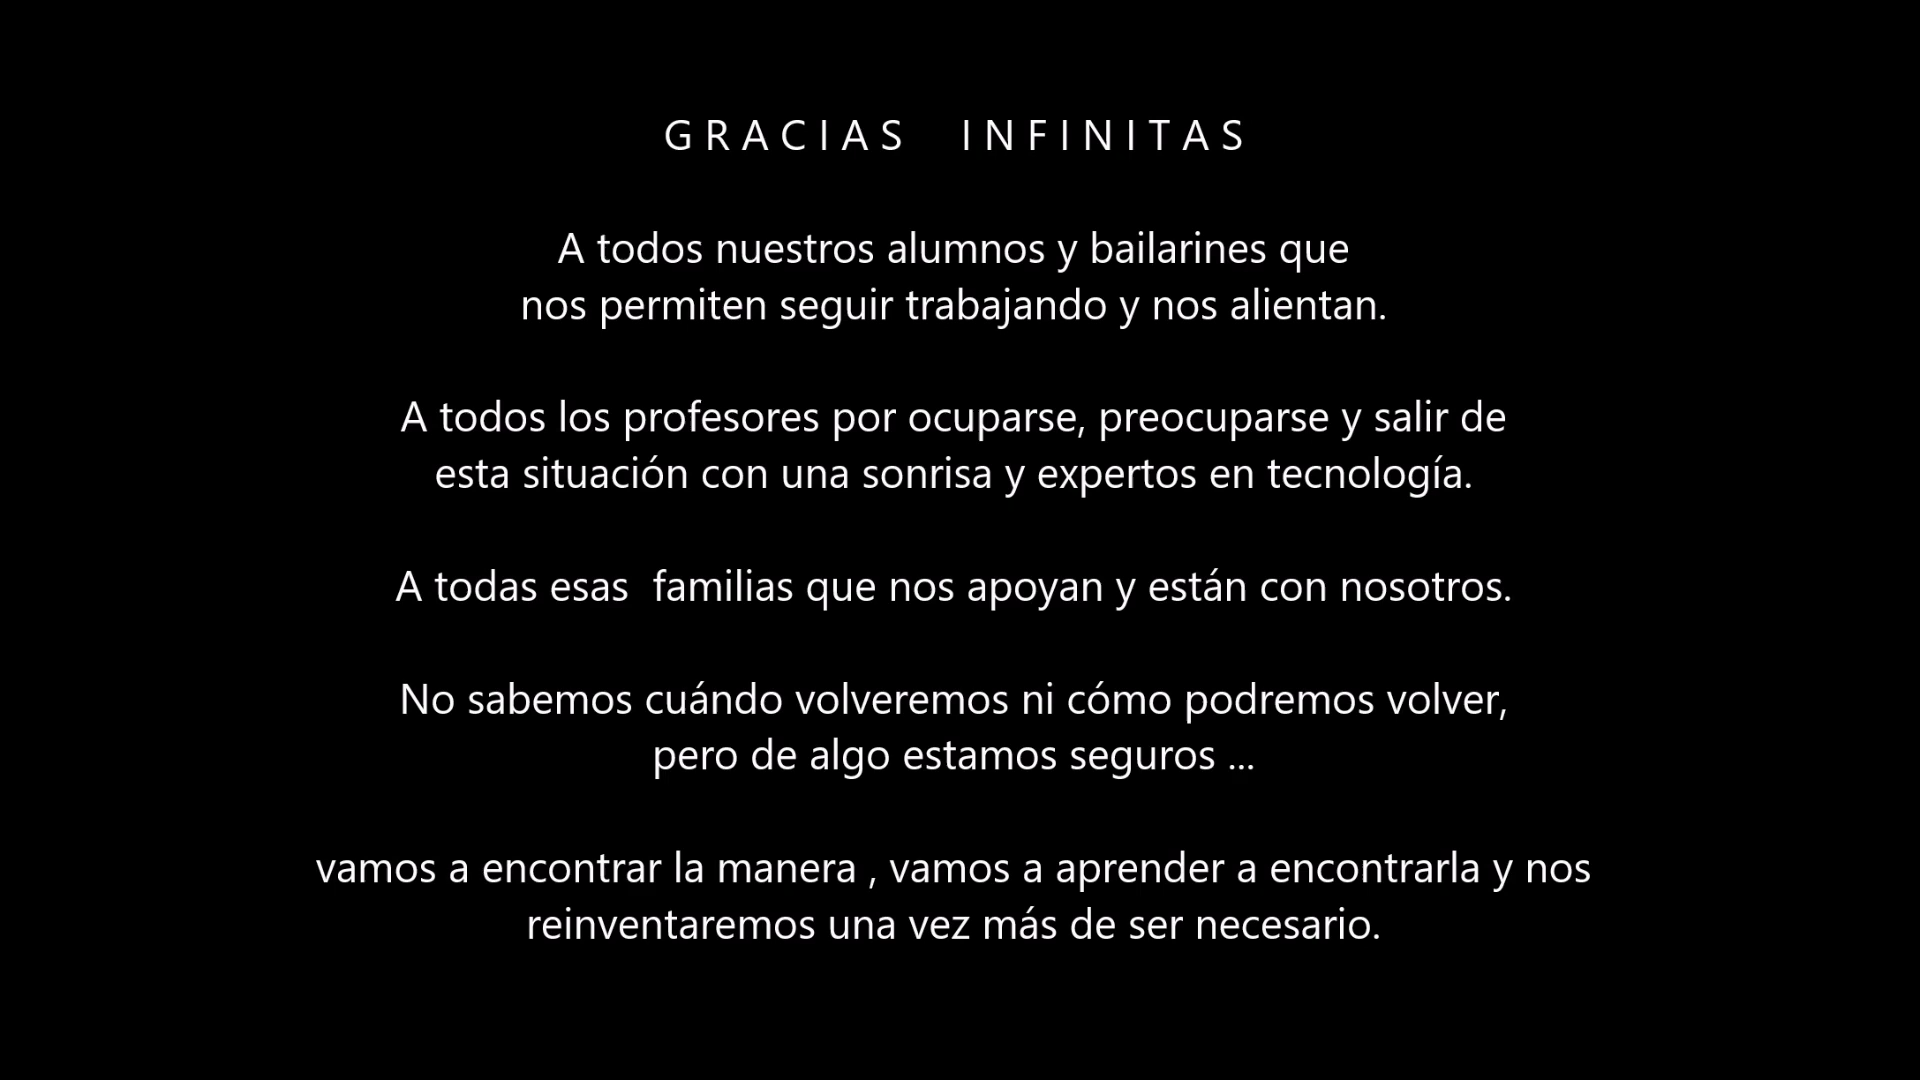 GRACIAS INFINITAS
A todos nuestros alumnos y bailarines que
nos permiten seguir trabajando y nos alientan.
A todos los profesores por ocuparse, preocuparse y salir de
esta situación con una sonrisa y expertos en tecnología.
A todas esas  familias que nos apoyan y están con nosotros.
No sabemos cuándo volveremos ni cómo podremos volver,
pero de algo estamos seguros ...
vamos a encontrar la manera , vamos a aprender a encontrarla y nos
reinventaremos una vez más de ser necesario.